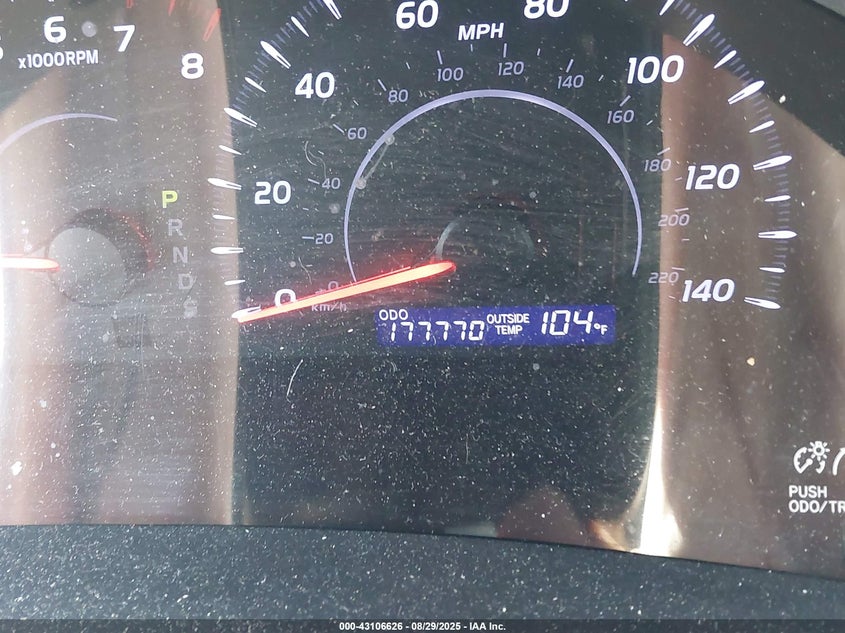 6 7 8
x1000RPM
P
R
N
D
S
0 20 40 60 80 100 120 140
MPH
0 20 40 60 80 100 120 140 160 180 200 220
km/h
ODO
177770
OUTSIDE
TEMP
104°F
PUSH
ODO/TR
000-43106626 - 08/29/2025 - IAA Inc.